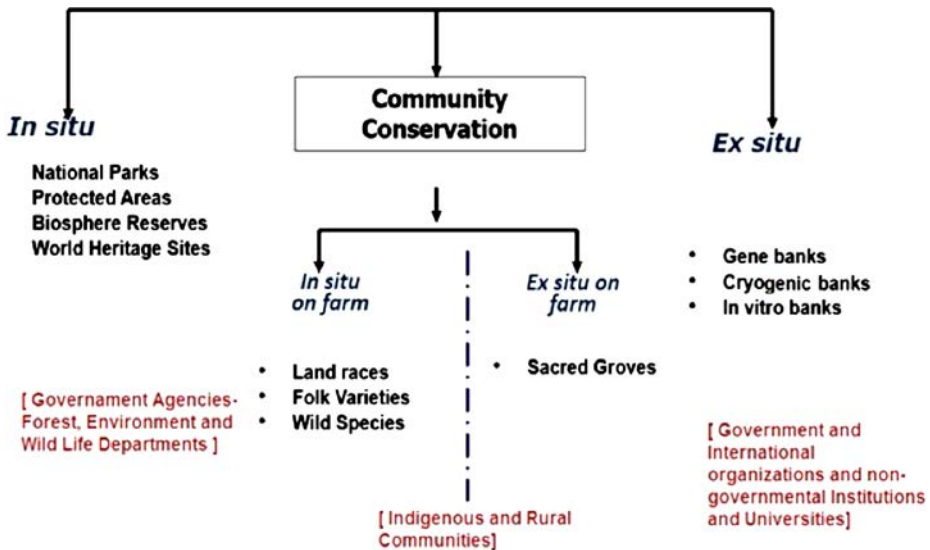 In situ
National Parks
Protected Areas
Biosphere Reserves
World Heritage Sites
[ Governament Agencies-
Forest, Environment and
Wild Life Departments ]
Community
Conservation
In situ
on farm
• Land races
• Folk Varieties
• Wild Species
Ex situ on
farm
• Sacred Groves
[ Indigenous and Rural
Communities]
Ex situ
• Gene banks
• Cryogenic banks
• In vitro banks
[ Government and
International
organizations and non-
governmental Institutions
and Universities]